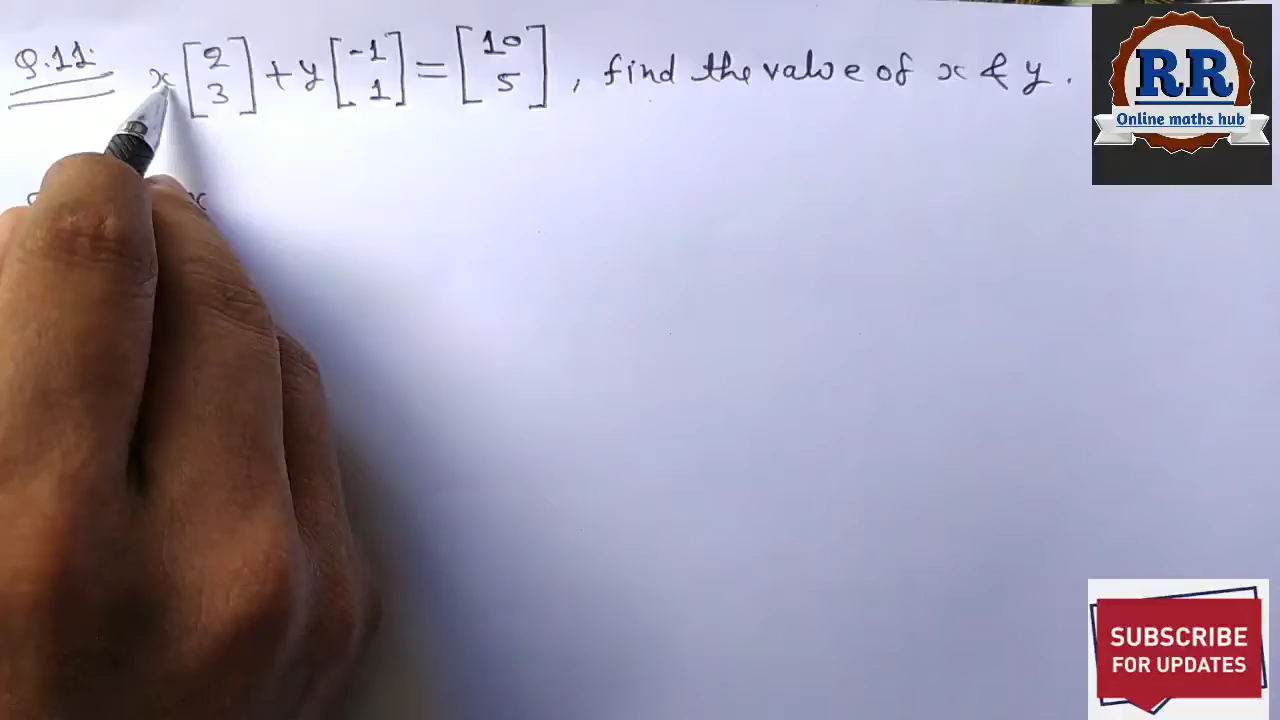 Q.11. x [2 3] + y [-1 1] = [10 5], find the value of x & y.
x
RR
Online maths hub
SUBSCRIBE
FOR UPDATES